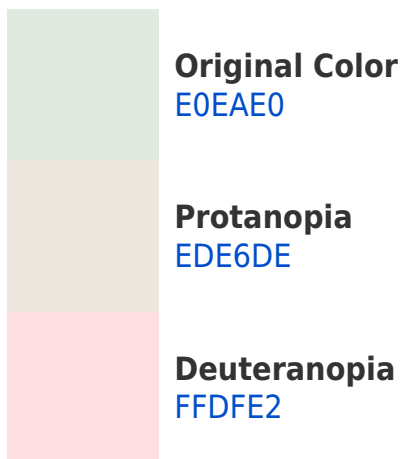 Original Color
E0EAE0
Protanopia
EDE6DE
Deuteranopia
FFDFE2